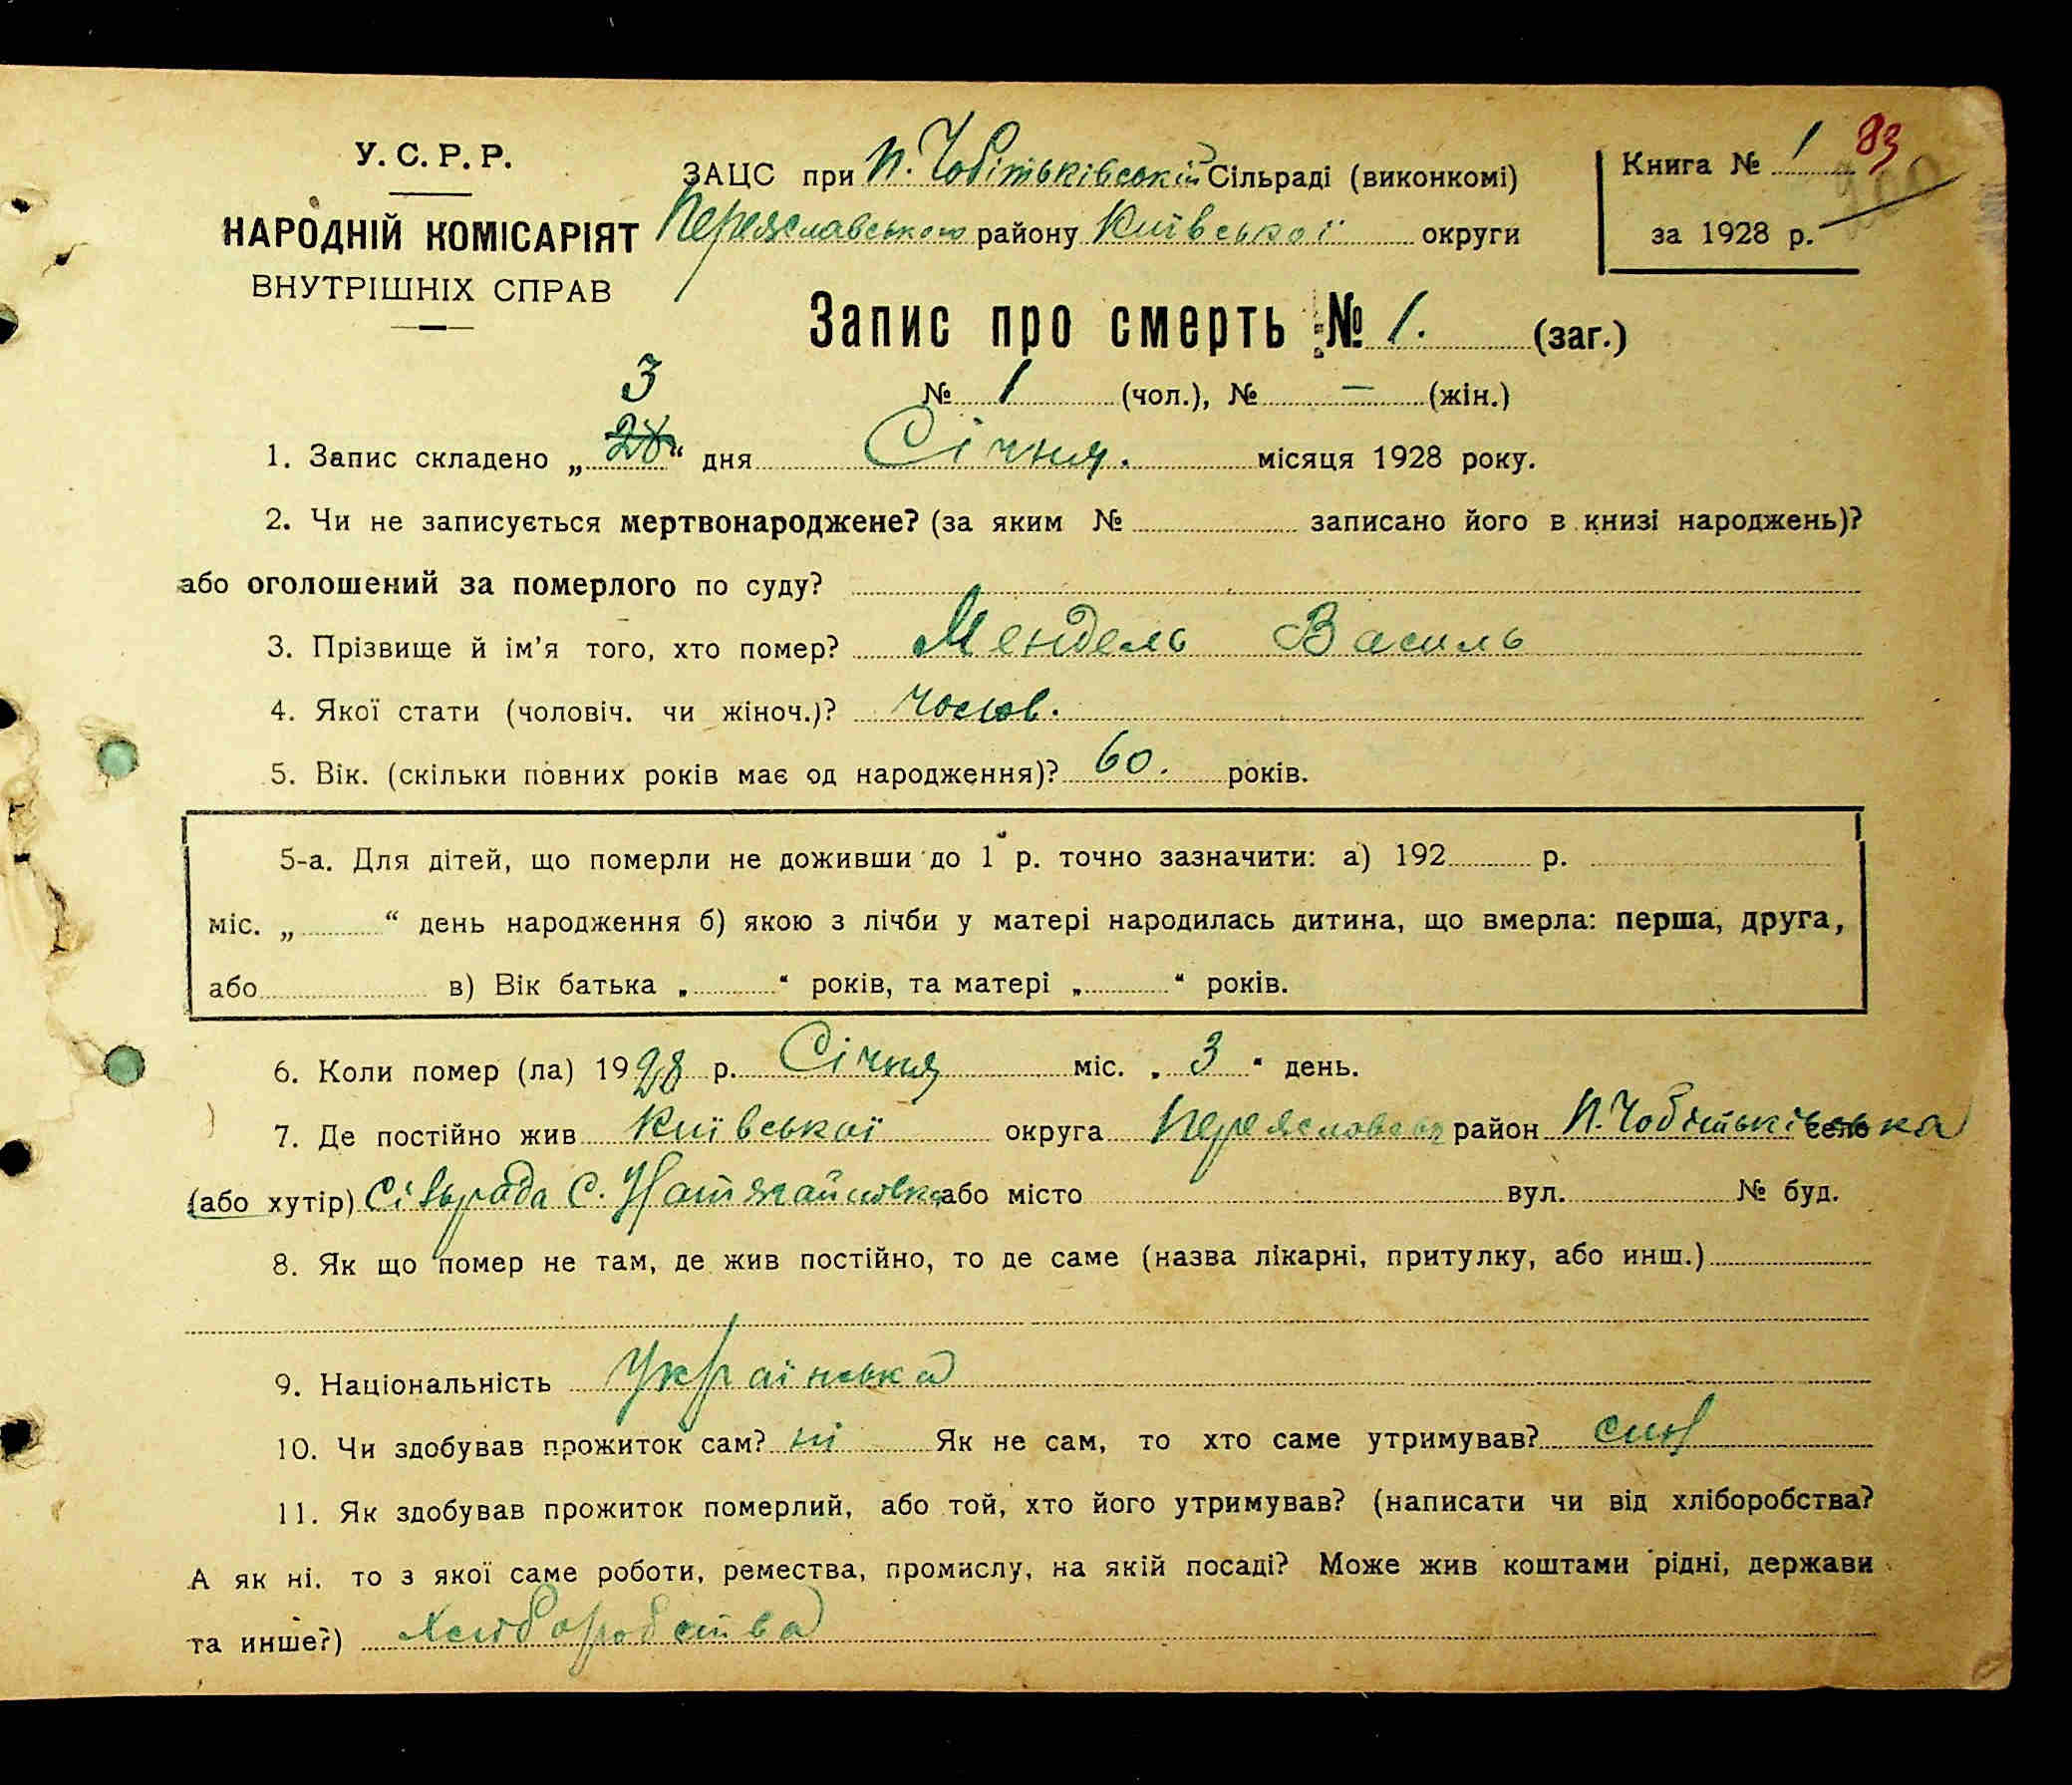 У. С. Р. Р.
НАРОДНІЙ КОМІСАРІЯТ
ВНУТРІШНІХ СПРАВ
ЗАЦС при П. Чобітьківській Сільраді (виконкомі)
Переяславського району Київської округи
Книга № 1 83
за 1928 р.
Запис про смерть № 1. (заг.)
№ 1 (чол.), № — (жін.)
3
1. Запис складено „28“ дня Січня. місяця 1928 року.
2. Чи не записується мертвонароджене? (за яким № записано його в книзі народжень)?
або оголошений за померлого по суду?
3. Прізвище й ім'я того, хто помер? Мендель Василь
4. Якої стати (чоловіч. чи жіноч.)? чолов.
5. Вік. (скільки повних років має од народження)? 60. років.
5-а. Для дітей, що померли не доживши до 1 р. точно зазначити: а) 192 р.
міс. „ “ день народження б) якою з лічби у матері народилась дитина, що вмерла: перша, друга,
або в) Вік батька „ “ років, та матері „ “ років.
6. Коли помер (ла) 1928 р. Січня міс. „3“ день.
7. Де постійно жив Київської округа район П. Чобітьківська село
(або хутір) Сільрада С. або місто вул. № буд.
8. Як що помер не там, де жив постійно, то де саме (назва лікарні, притулку, або инш.)
9. Національність Українська
10. Чи здобував прожиток сам? ні Як не сам, то хто саме утримував? син
11. Як здобував прожиток померлий, або той, хто його утримував? (написати чи від хліборобства?
А як ні. то з якої саме роботи, ремества, промислу, на якій посаді? Може жив коштами рідні, держави
та инше?) Хліборобства